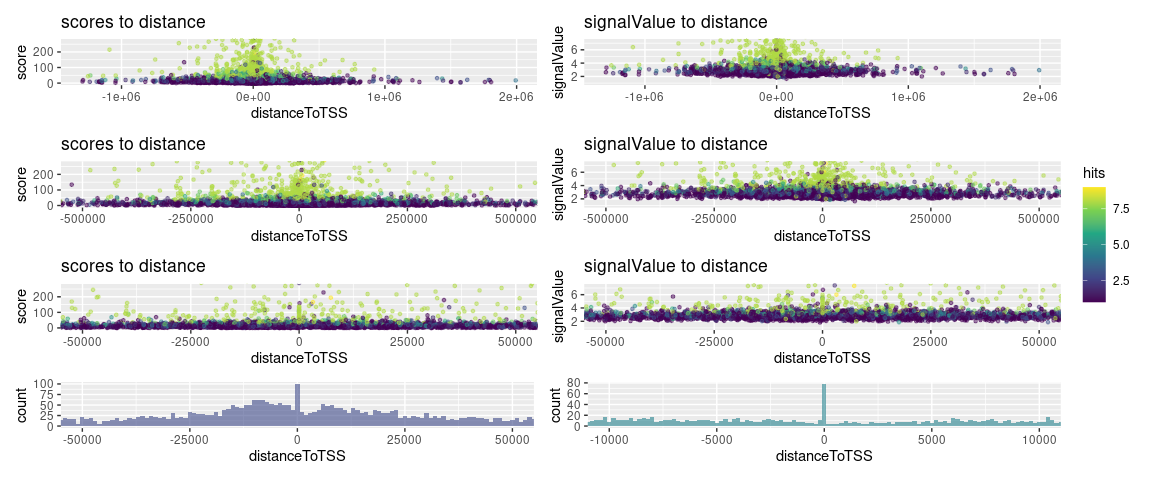 scores to distance
score
200
100
0
-1e+06
0e+00
1e+06
2e+06
distanceToTSS
signalValue to distance
signalValue
6
4
2
-1e+06
0e+00
1e+06
2e+06
distanceToTSS
scores to distance
score
200
100
0
-500000
-250000
0
250000
500000
distanceToTSS
signalValue to distance
signalValue
6
4
2
-500000
-250000
0
250000
500000
distanceToTSS
hits
7.5
5.0
2.5
scores to distance
score
200
100
0
-50000
-25000
0
25000
50000
distanceToTSS
signalValue to distance
signalValue
6
4
2
-50000
-25000
0
25000
50000
distanceToTSS
count
100
75
50
25
0
-50000
-25000
0
25000
50000
distanceToTSS
count
80
60
40
20
0
-10000
-5000
0
5000
10000
distanceToTSS